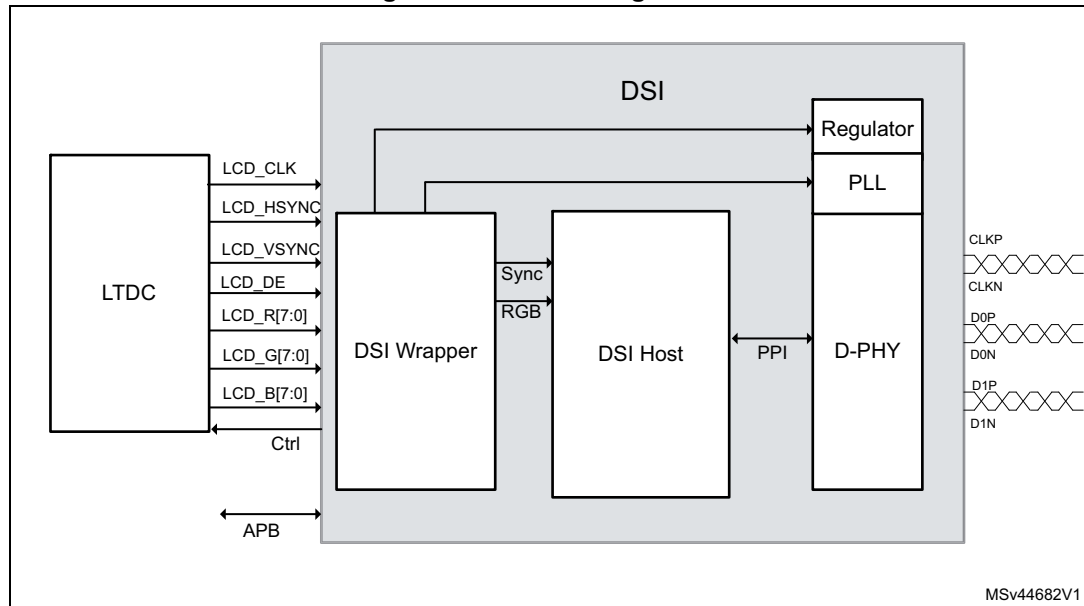 DSI
Regulator
LCD_CLK
PLL
LCD_HSYNC
CLKP
LCD_VSYNC
Sync
LTDC
LCD_DE
CLKN
RGB
LCD_R[7:0]
D0P
DSI Wrapper
DSI Host
PPI
D-PHY
LCD_G[7:0]
D0N
LCD_B[7:0]
D1P
Ctrl
D1N
APB
MSv44682V1